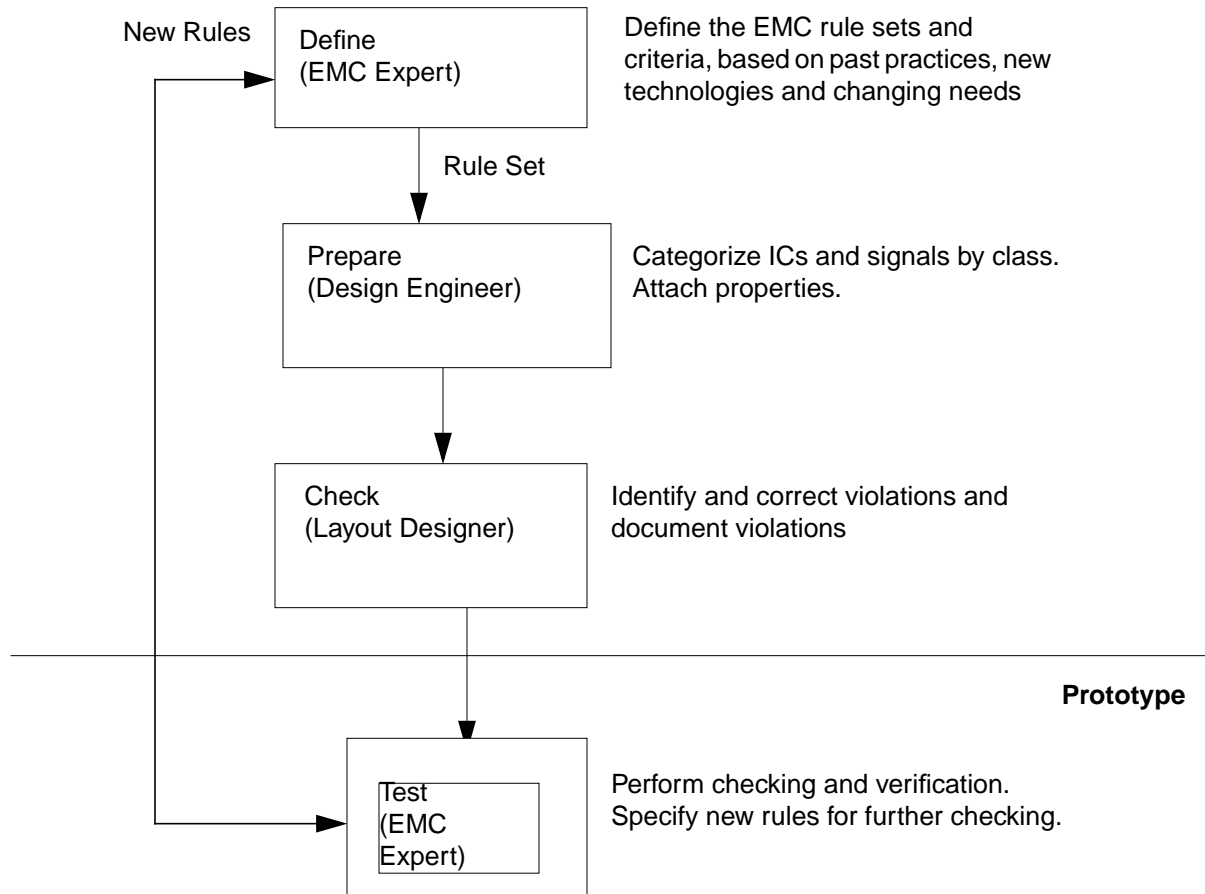 New Rules
Define
(EMC Expert)
Define the EMC rule sets and
criteria, based on past practices, new
technologies and changing needs
Rule Set
Prepare
(Design Engineer)
Categorize ICs and signals by class.
Attach properties.
Check
(Layout Designer)
Identify and correct violations and
document violations
Prototype
Test
(EMC
Expert)
Perform checking and verification.
Specify new rules for further checking.